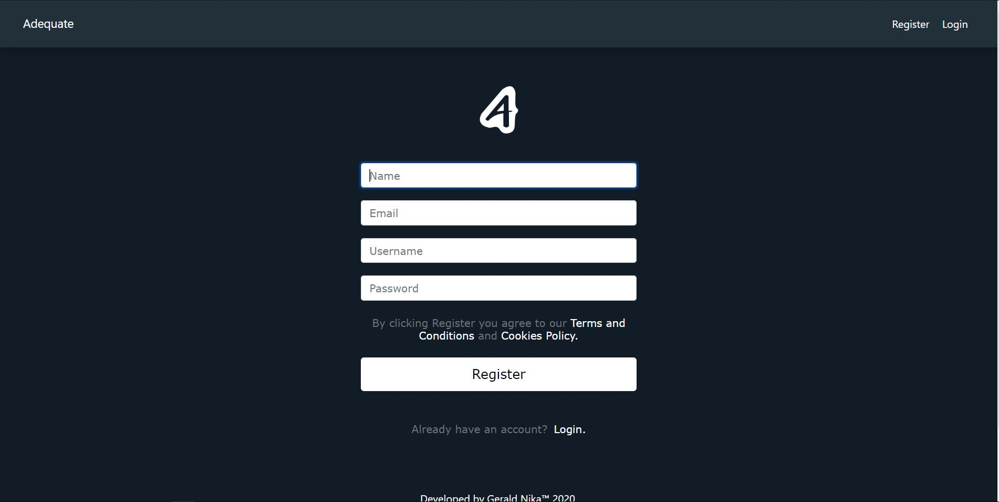 Adequate
Register Login
A
Name
Email
Username
Password
By clicking Register you agree to our Terms and
Conditions and Cookies Policy.
Register
Already have an account? Login.
Developed by Gerald Nika™ 2020